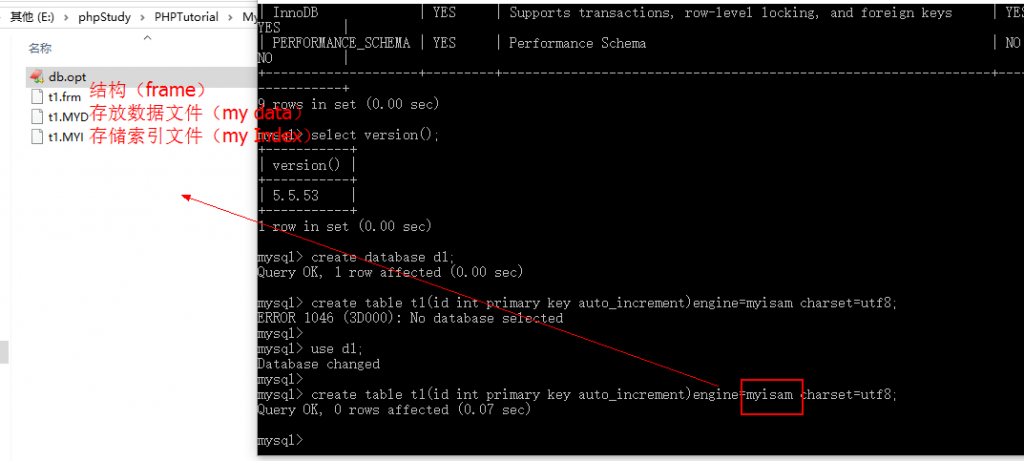 其他 (E:) > phpStudy > PHPTutorial > My
名称
db.opt
t1.frm 结构（frame）
t1.MYD 存放数据文件（my data）
t1.MYI 存储索引文件（my Index）
| InnoDB | YES | Supports transactions, row-level locking, and foreign keys | YES
YES |
| PERFORMANCE_SCHEMA | YES | Performance Schema | NO
NO |
+--------------------+---------+----------------------------------------------------------------+
------------+
9 rows in set (0.00 sec)
mysql> select version();
+-----------+
| version() |
+-----------+
| 5.5.53 |
+-----------+
1 row in set (0.00 sec)
mysql> create database d1;
Query OK, 1 row affected (0.00 sec)
mysql> create table t1(id int primary key auto_increment)engine=myisam charset=utf8;
ERROR 1046 (3D000): No database selected
mysql>
mysql> use d1;
Database changed
mysql>
mysql> create table t1(id int primary key auto_increment)engine=myisam charset=utf8;
Query OK, 0 rows affected (0.07 sec)
mysql>